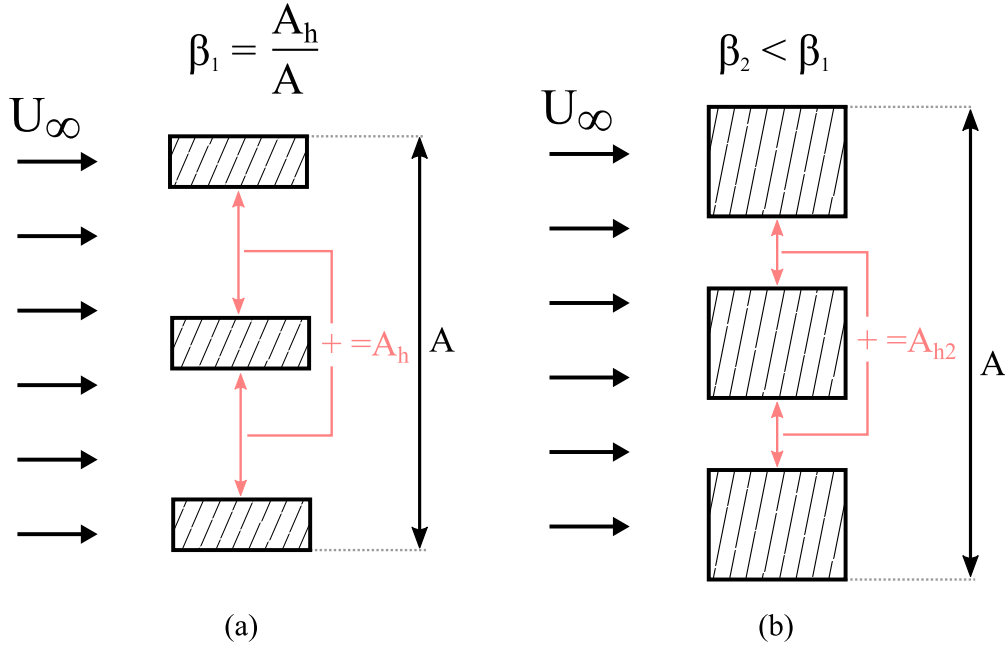 β₁ = A_h / A
U∞
+ =A_h
A
(a)
β₂ < β₁
U∞
+ =A_h2
A
(b)